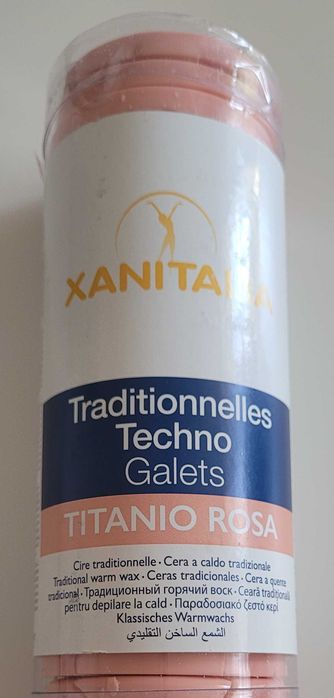 XANITALIA
Traditionnelles
Techno
Galets
TITANIO ROSA
Cire traditionnelle • Cera a caldo tradizionale
Traditional warm wax • Ceras tradicionales • Cera a quente
tradicional • Традиционный горячий воск • Ceară tradițională
pentru depilare la cald • Παραδοσιακό ζεστό κερί
Klassisches Warmwachs
الشمع الساخن التقليدي